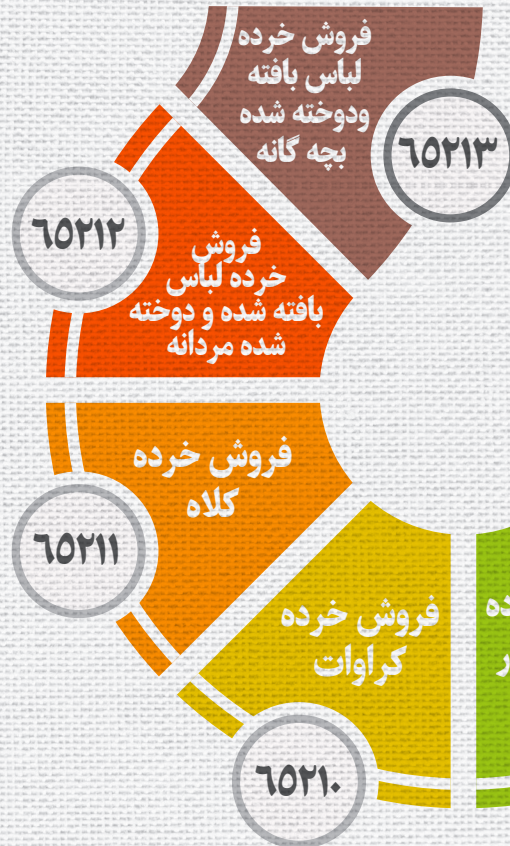 فروش خرده
لباس بافته
ودوخته شده
بچه گانه
٦٥٢١٣
٦٥٢١٢
فروش
خرده لباس
بافته شده و دوخته
شده مردانه
فروش خرده
کلاه
٦٥٢١١
فروش خرده
کراوات
٦٥٢١٠